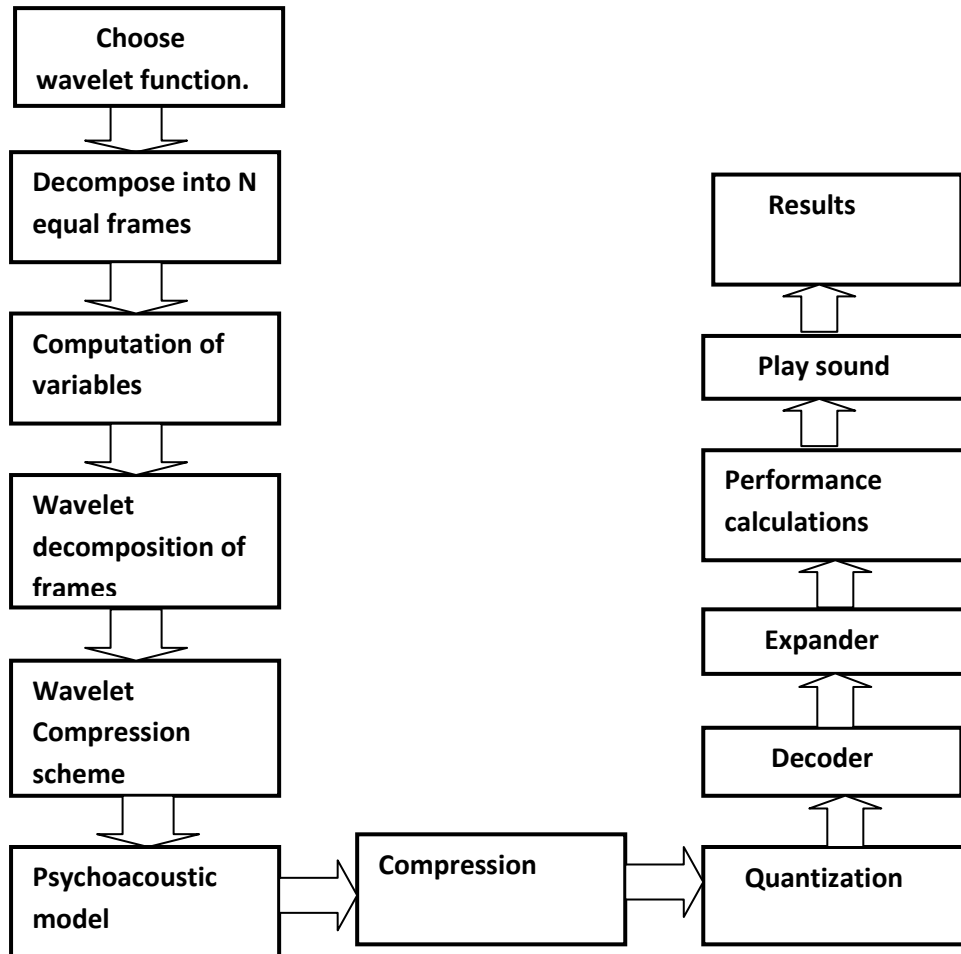 Choose
wavelet function.
Decompose into N
equal frames
Computation of
variables
Wavelet
decomposition of
frames
Wavelet
Compression
scheme
Psychoacoustic
model
Compression
Quantization
Decoder
Expander
Performance
calculations
Play sound
Results